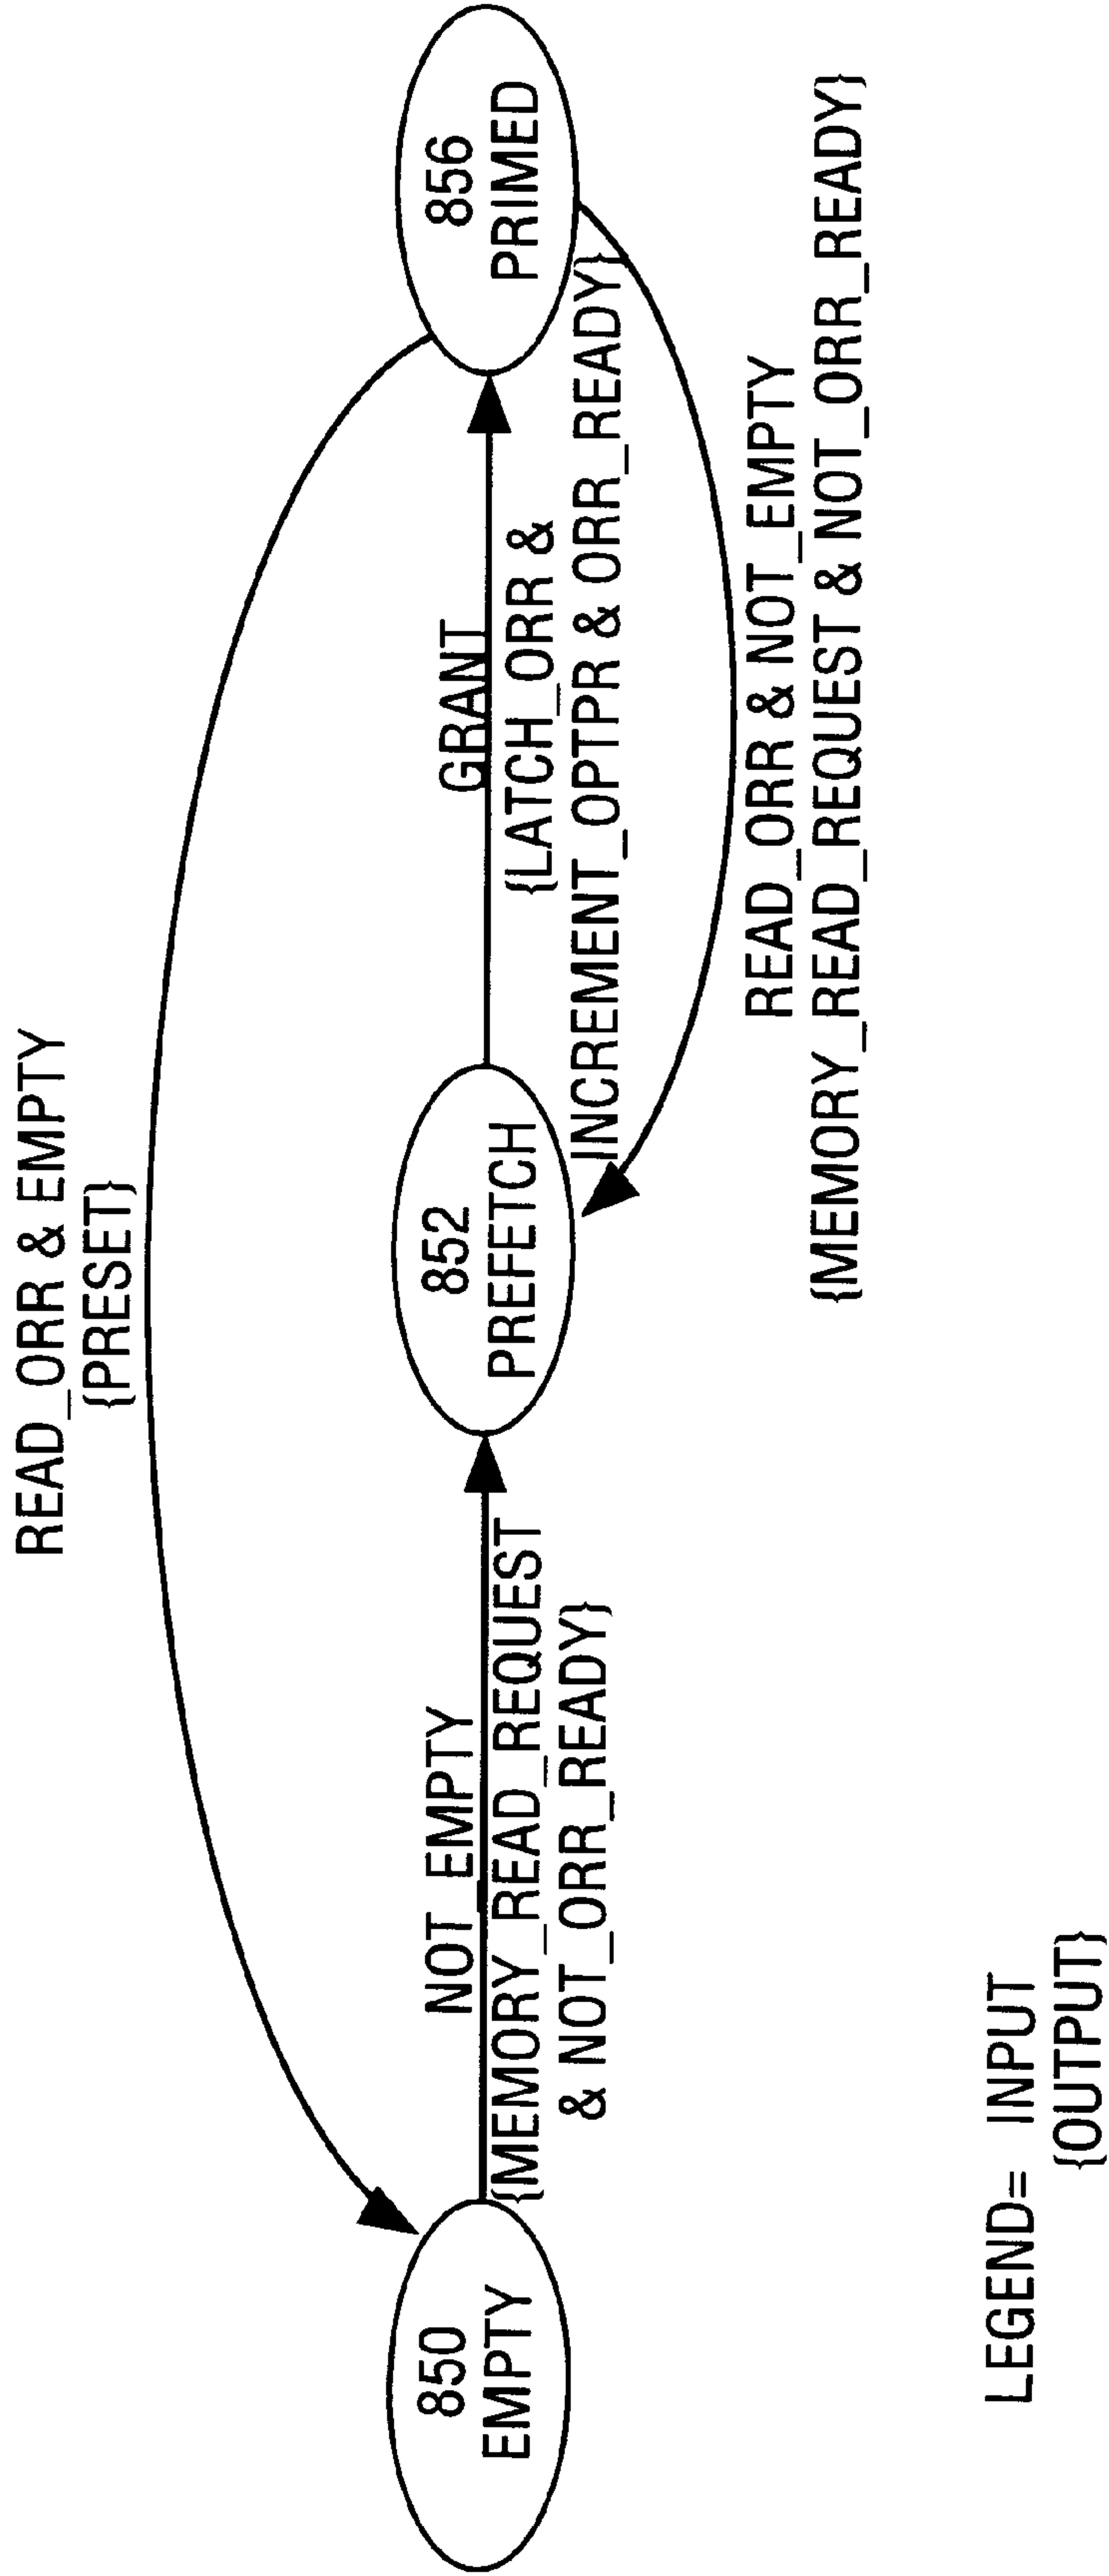 READ_ORR & EMPTY
{PRESET}
850
EMPTY
NOT_EMPTY
{MEMORY_READ_REQUEST
& NOT_ORR_READY}
852
PREFETCH
GRANT
{LATCH_ORR &
INCREMENT_OPTPR & ORR_READY}
856
PRIMED
READ_ORR & NOT_EMPTY
{MEMORY_READ_REQUEST & NOT_ORR_READY}
LEGEND= INPUT
{OUTPUT}